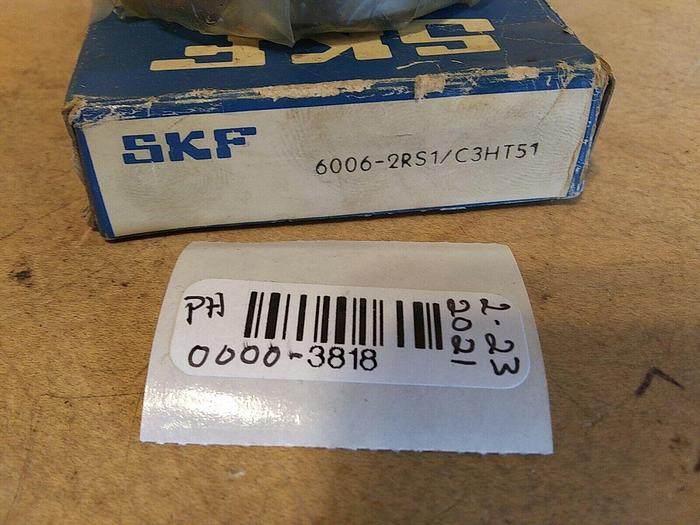 SKF
SKF
6006-2RS1/C3HT51
PH
0000-3818
2-23
2021